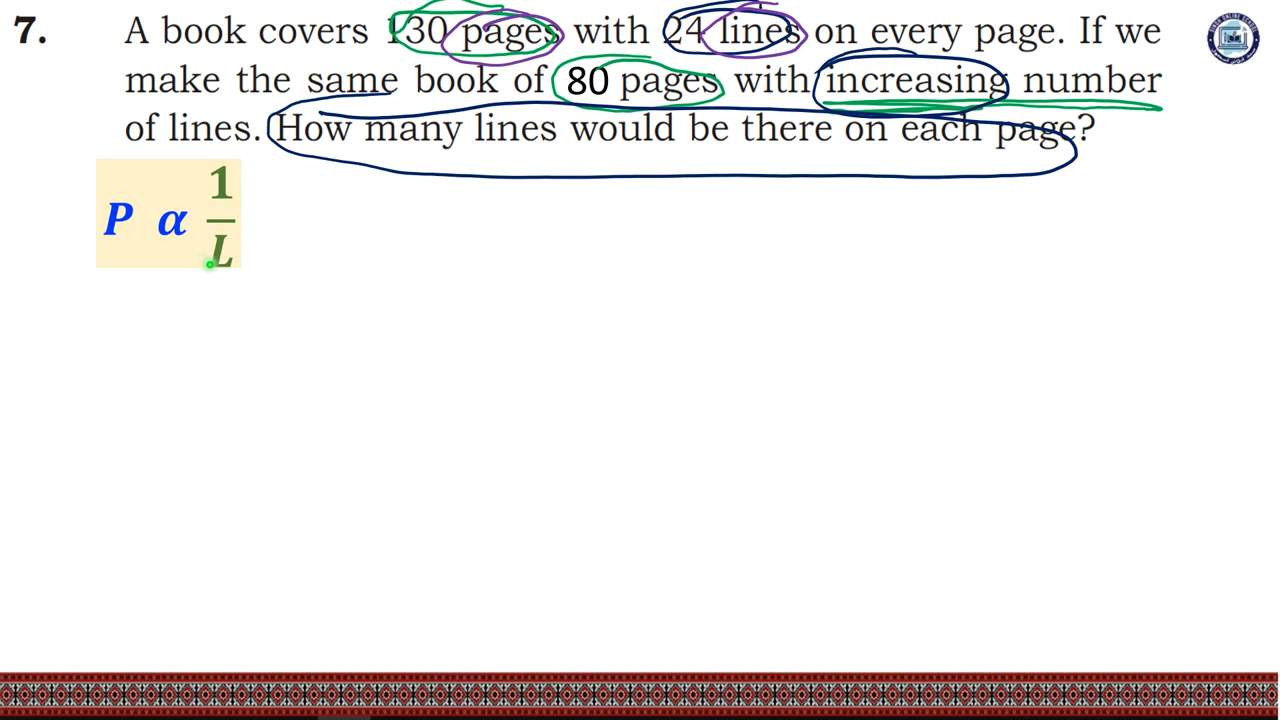 7. A book covers 130 pages with 24 lines on every page. If we
make the same book of 80 pages with increasing number
of lines. How many lines would be there on each page?
P α 1/L